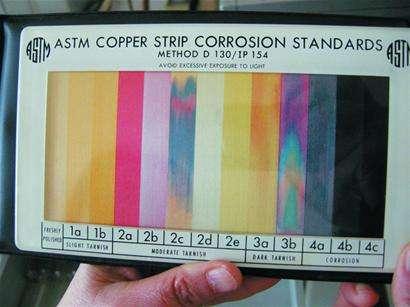 ASTM ASTM COPPER STRIP CORROSION STANDARDS ASTM
METHOD D 130/IP 154
AVOID EXCESSIVE EXPOSURE TO LIGHT
FRESHLY POLISHED 1a 1b 2a 2b 2c 2d 2e 3a 3b 4a 4b 4c
SLIGHT TARNISH MODERATE TARNISH DARK TARNISH CORROSION